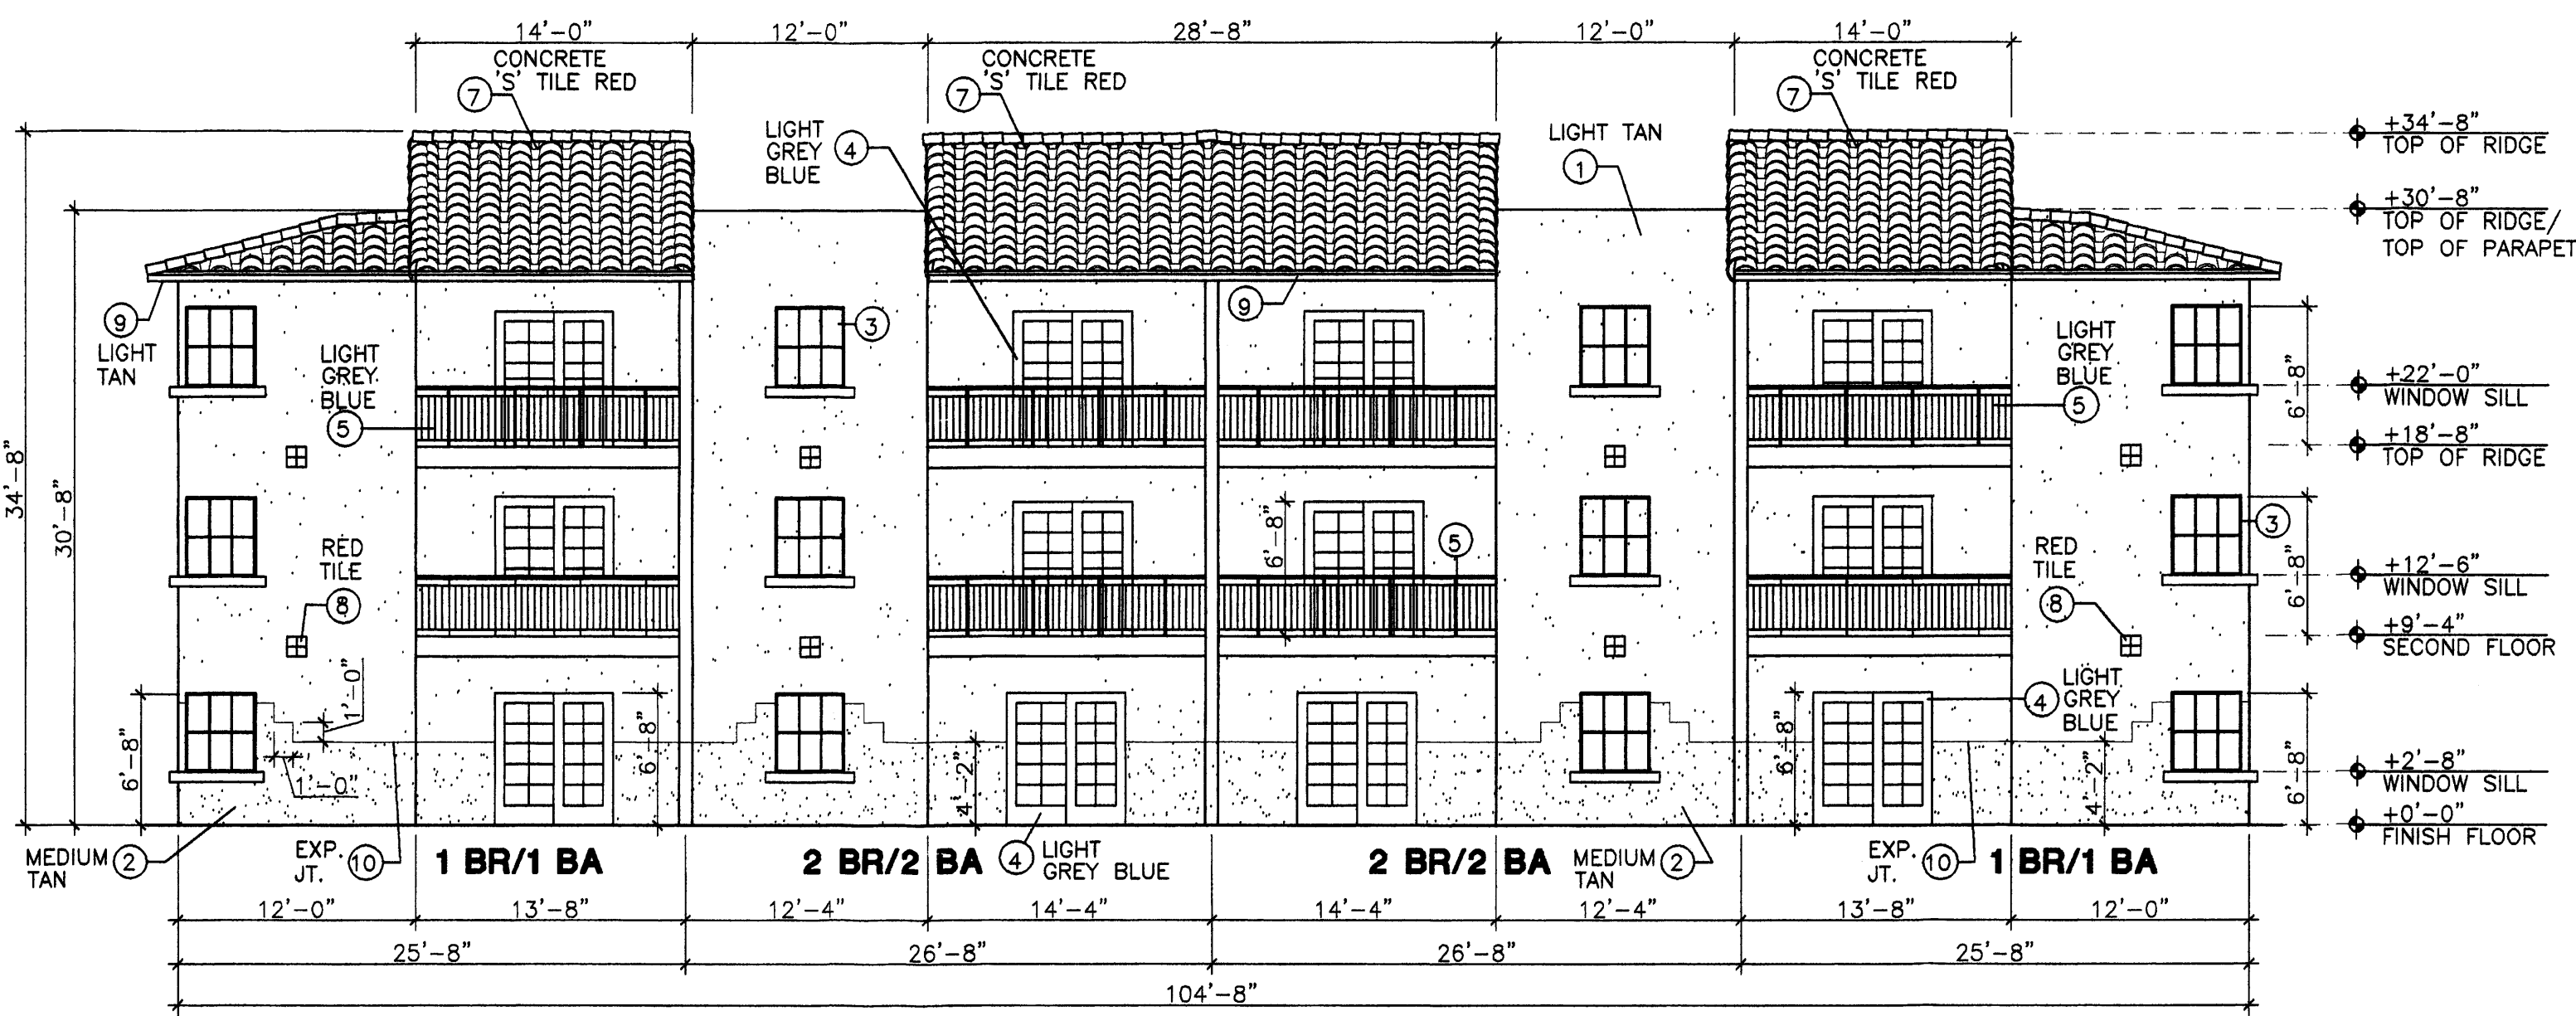 14'-0"
12'-0"
28'-8"
12'-0"
14'-0"
CONCRETE
'S' TILE RED
7
CONCRETE
'S' TILE RED
7
CONCRETE
'S' TILE RED
7
LIGHT
GREY
BLUE
4
LIGHT TAN
1
+34'-8"
TOP OF RIDGE
+30'-8"
TOP OF RIDGE/
TOP OF PARAPET
9
LIGHT
TAN
LIGHT
GREY
BLUE
5
3
9
LIGHT
GREY
BLUE
5
6'-8"
+22'-0"
WINDOW SILL
+18'-8"
TOP OF RIDGE
34'-8"
30'-8"
RED
TILE
8
6'-8"
5
RED
TILE
8
3
6'-8"
+12'-6"
WINDOW SILL
+9'-4"
SECOND FLOOR
6'-8"
1'-0"
1'-0"
6'-8"
4'-2"
6'-8"
4
LIGHT
GREY
BLUE
4'-2"
6'-8"
+2'-8"
WINDOW SILL
+0'-0"
FINISH FLOOR
MEDIUM
TAN
2
EXP.
JT.
10
1 BR/1 BA
2 BR/2 BA
4
LIGHT
GREY BLUE
2 BR/2 BA
MEDIUM
TAN
2
EXP.
JT.
10
1 BR/1 BA
12'-0"
13'-8"
12'-4"
14'-4"
14'-4"
12'-4"
13'-8"
12'-0"
25'-8"
26'-8"
26'-8"
25'-8"
104'-8"